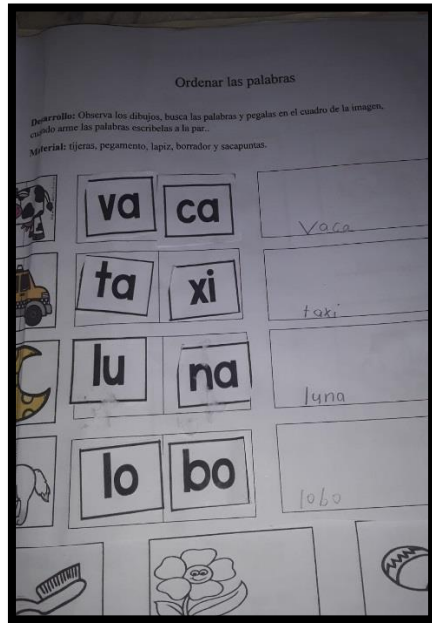 Ordenar las palabras
Desarrollo: Observa los dibujos, busca las palabras y pegalas en el cuadro de la imagen,
cuando arme las palabras escribelas a la par..
Material: tijeras, pegamento, lapiz, borrador y sacapuntas.
va ca vaca
ta xi taxi
lu na luna
lo bo lobo